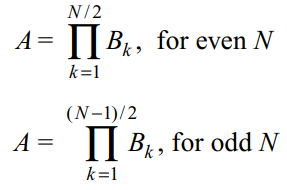 N/2
A = ∏ B_k, for even N
k=1
(N−1)/2
A = ∏ B_k, for odd N
k=1